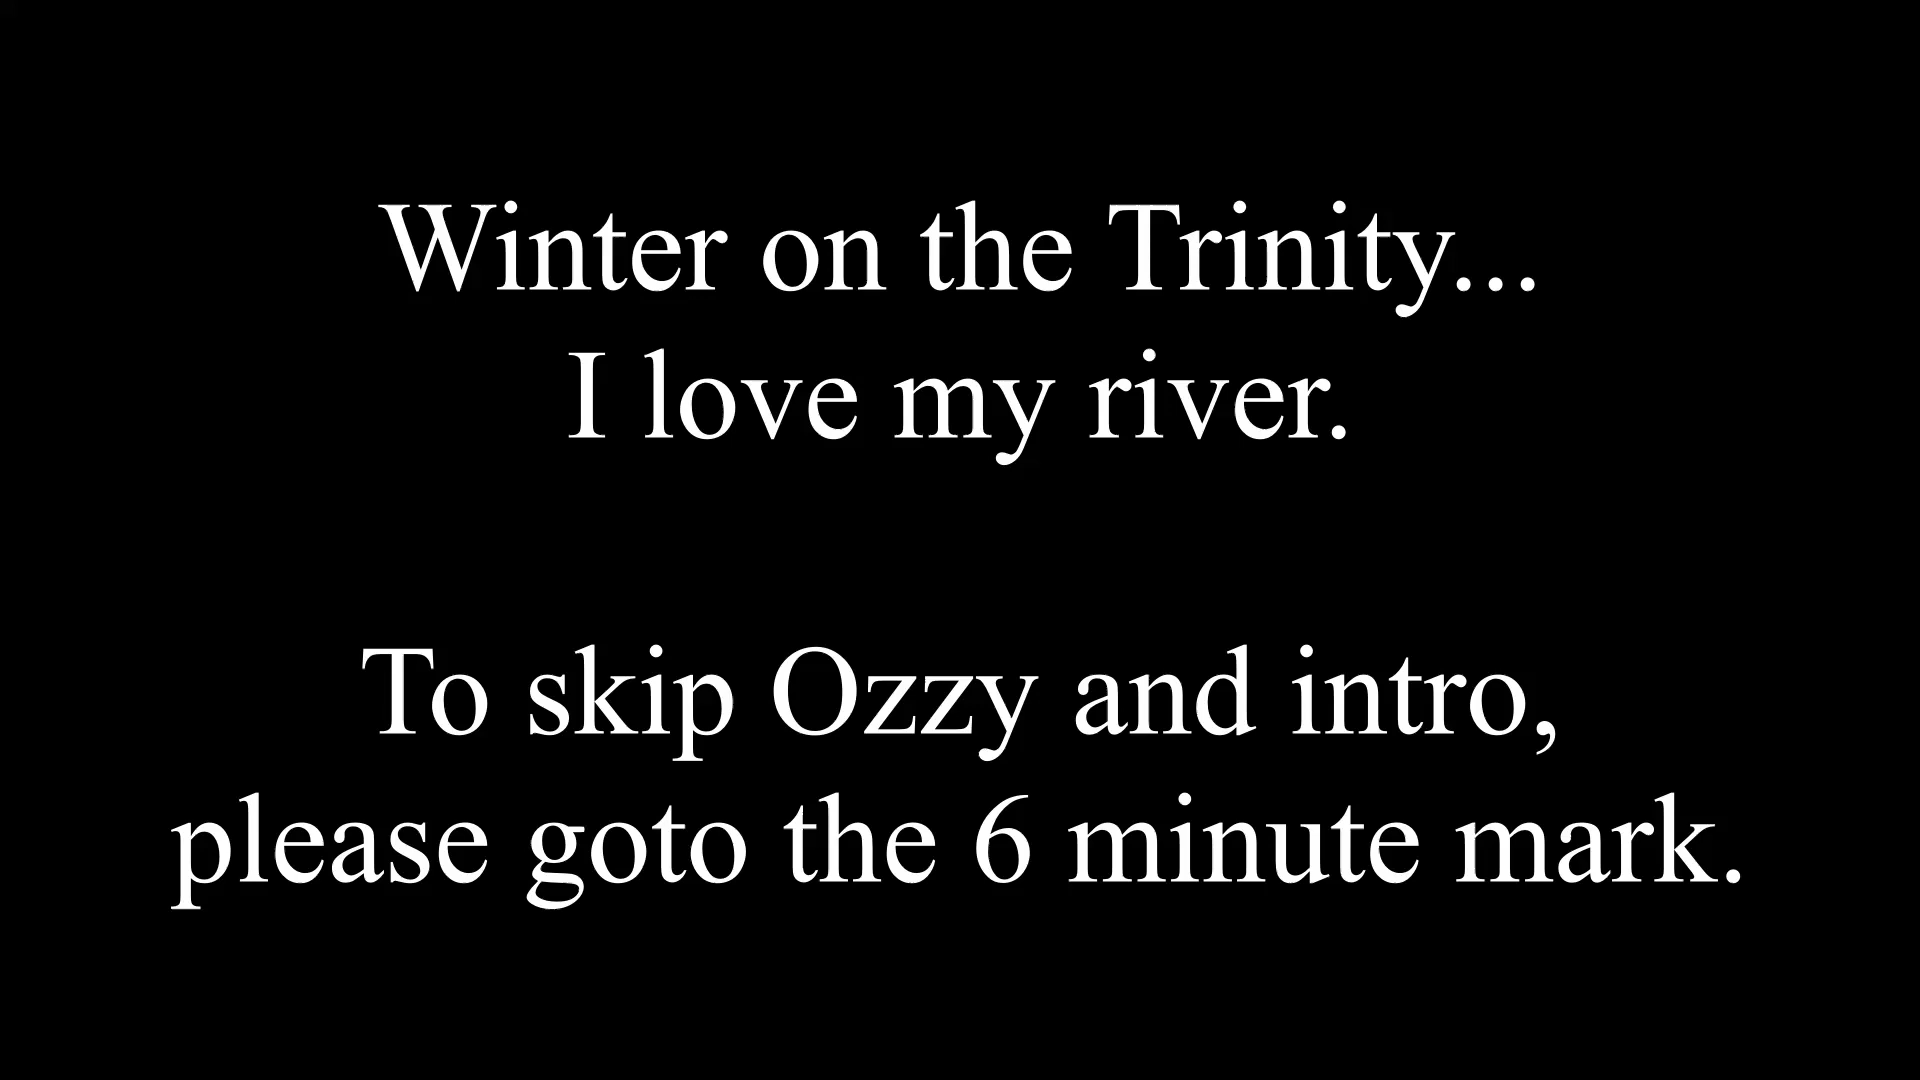 Winter on the Trinity...
I love my river.
To skip Ozzy and intro,
please goto the 6 minute mark.